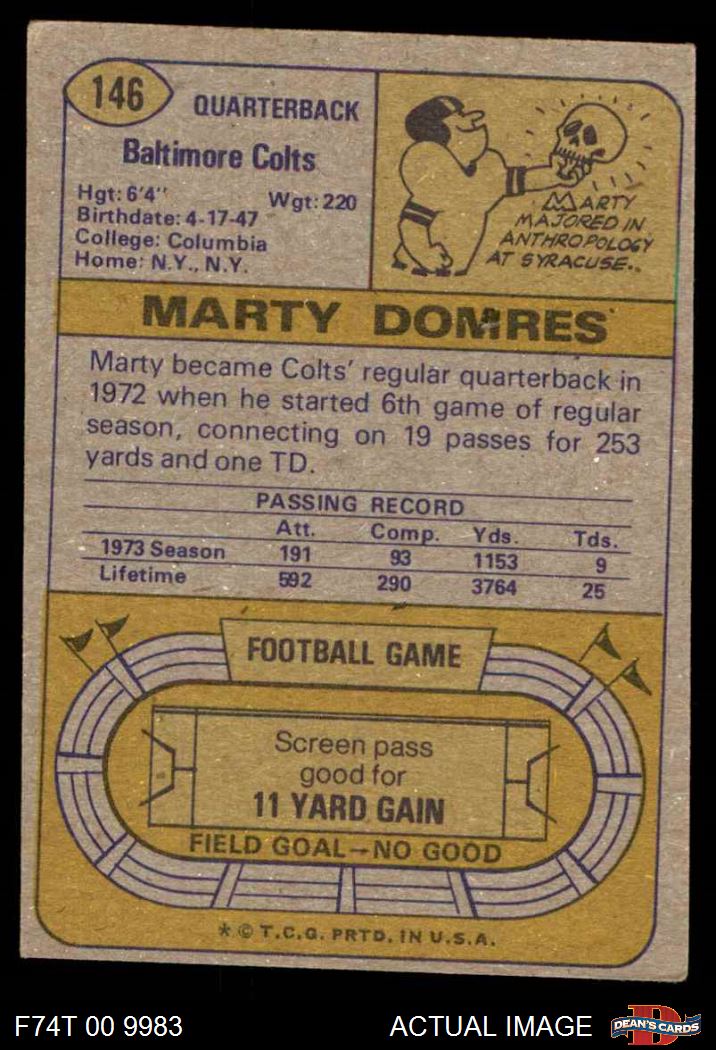 146
QUARTERBACK
Baltimore Colts
Hgt: 6'4" Wgt: 220
Birthdate: 4-17-47
College: Columbia
Home: N.Y., N.Y.
MARTY
MAJORED IN
ANTHROPOLOGY
AT SYRACUSE..
MARTY DOMRES
Marty became Colts' regular quarterback in
1972 when he started 6th game of regular
season, connecting on 19 passes for 253
yards and one TD.
PASSING RECORD
Att. Comp. Yds. Tds.
1973 Season 191 93 1153 9
Lifetime 592 290 3764 25
FOOTBALL GAME
Screen pass
good for
11 YARD GAIN
FIELD GOAL—NO GOOD
* © T.C.G. PRTD. IN U.S.A.
F74T 00 9983 ACTUAL IMAGE
D
DEAN'S CARDS